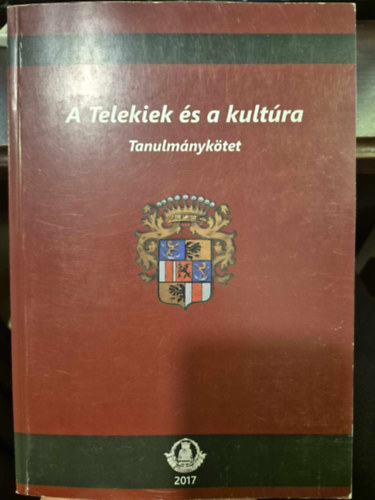 A Telekiek és a kultúra
Tanulmánykötet
2017